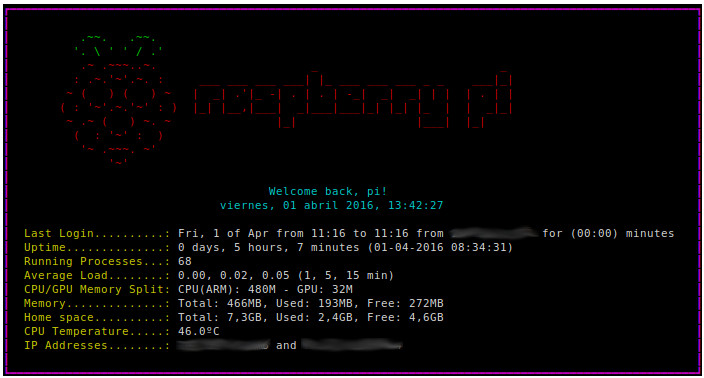 raspberry pi
Welcome back, pi!
viernes, 01 abril 2016, 13:42:27
Last Login..........: Fri, 1 of Apr from 11:16 to 11:16 from for (00:00) minutes
Uptime..............: 0 days, 5 hours, 7 minutes (01-04-2016 08:34:31)
Running Processes...: 68
Average Load........: 0.00, 0.02, 0.05 (1, 5, 15 min)
CPU/GPU Memory Split: CPU(ARM): 480M - GPU: 32M
Memory..............: Total: 466MB, Used: 193MB, Free: 272MB
Home space..........: Total: 7,3GB, Used: 2,4GB, Free: 4,6GB
CPU Temperature.....: 46.0ºC
IP Addresses........: and